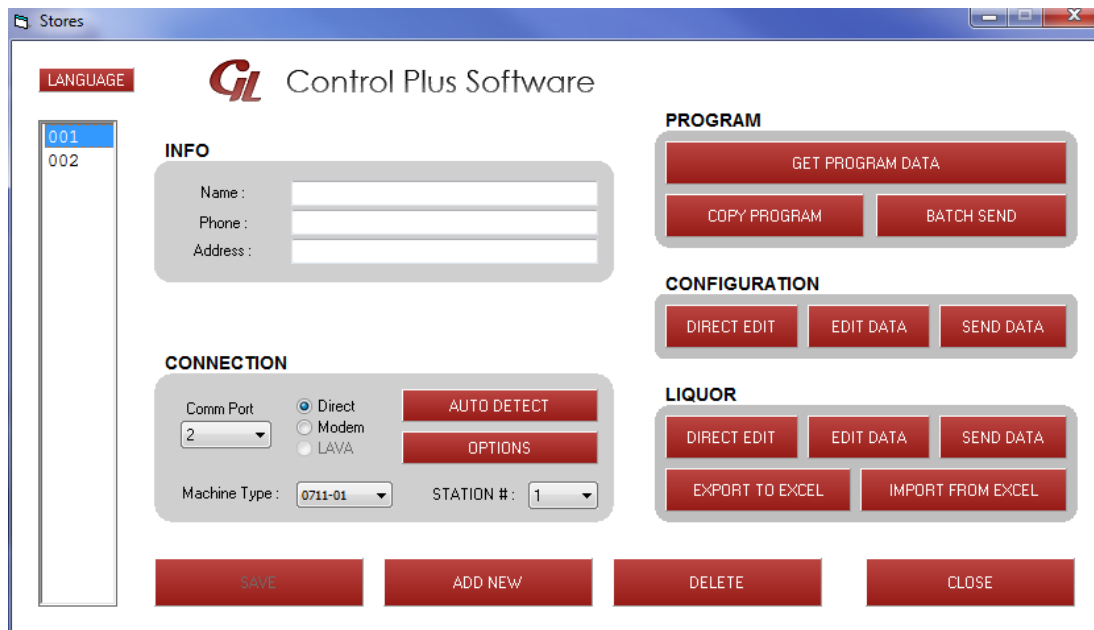 Stores
LANGUAGE
GL Control Plus Software
001
002
INFO
Name :
Phone :
Address :
CONNECTION
Comm Port
2
Direct
Modem
LAVA
AUTO DETECT
OPTIONS
Machine Type : 0711-01
STATION # : 1
PROGRAM
GET PROGRAM DATA
COPY PROGRAM BATCH SEND
CONFIGURATION
DIRECT EDIT EDIT DATA SEND DATA
LIQUOR
DIRECT EDIT EDIT DATA SEND DATA
EXPORT TO EXCEL IMPORT FROM EXCEL
SAVE ADD NEW DELETE CLOSE